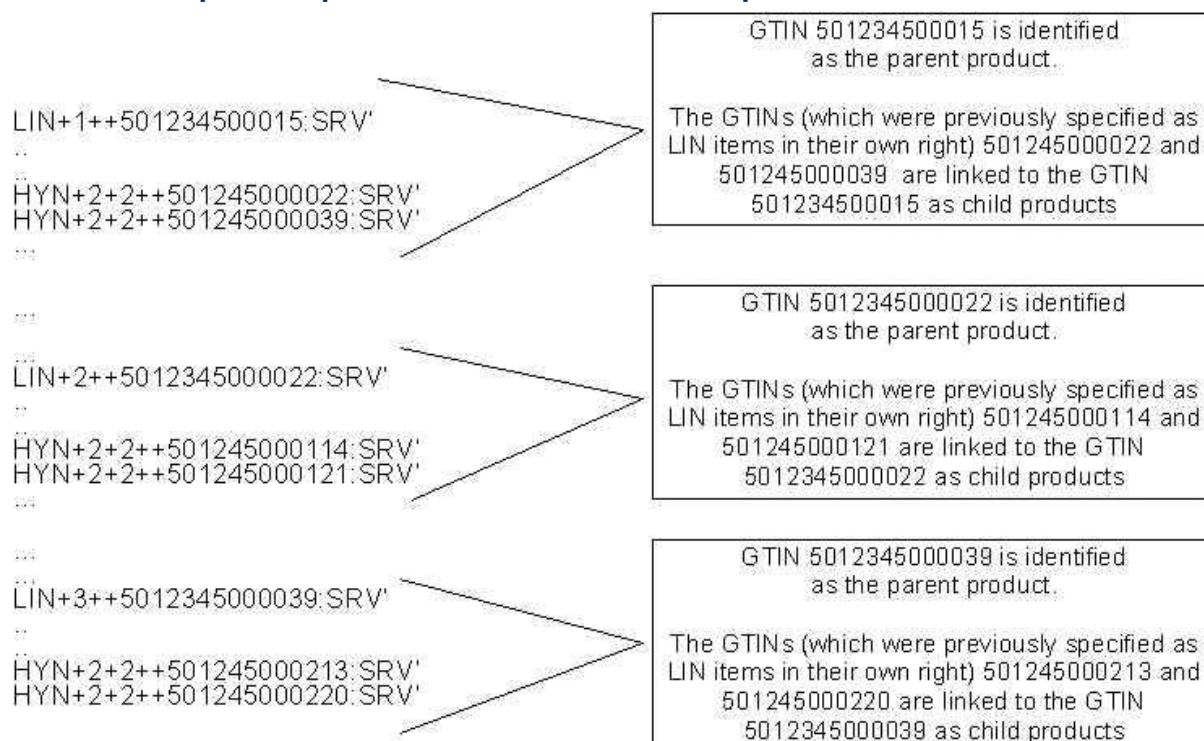 LIN+1++501234500015:SRV'
..
..
HYN+2+2++501245000022:SRV'
HYN+2+2++501245000039:SRV'
...
GTIN 501234500015 is identified
as the parent product.
The GTINs (which were previously specified as
LIN items in their own right) 501245000022 and
501245000039 are linked to the GTIN
501234500015 as child products
...
...
LIN+2++5012345000022:SRV'
..
..
HYN+2+2++501245000114:SRV'
HYN+2+2++501245000121:SRV'
...
GTIN 5012345000022 is identified
as the parent product.
The GTINs (which were previously specified as
LIN items in their own right) 501245000114 and
501245000121 are linked to the GTIN
5012345000022 as child products
...
...
LIN+3++5012345000039:SRV'
..
..
HYN+2+2++501245000213:SRV'
HYN+2+2++501245000220:SRV'
...
GTIN 5012345000039 is identified
as the parent product.
The GTINs (which were previously specified as
LIN items in their own right) 501245000213 and
501245000220 are linked to the GTIN
5012345000039 as child products